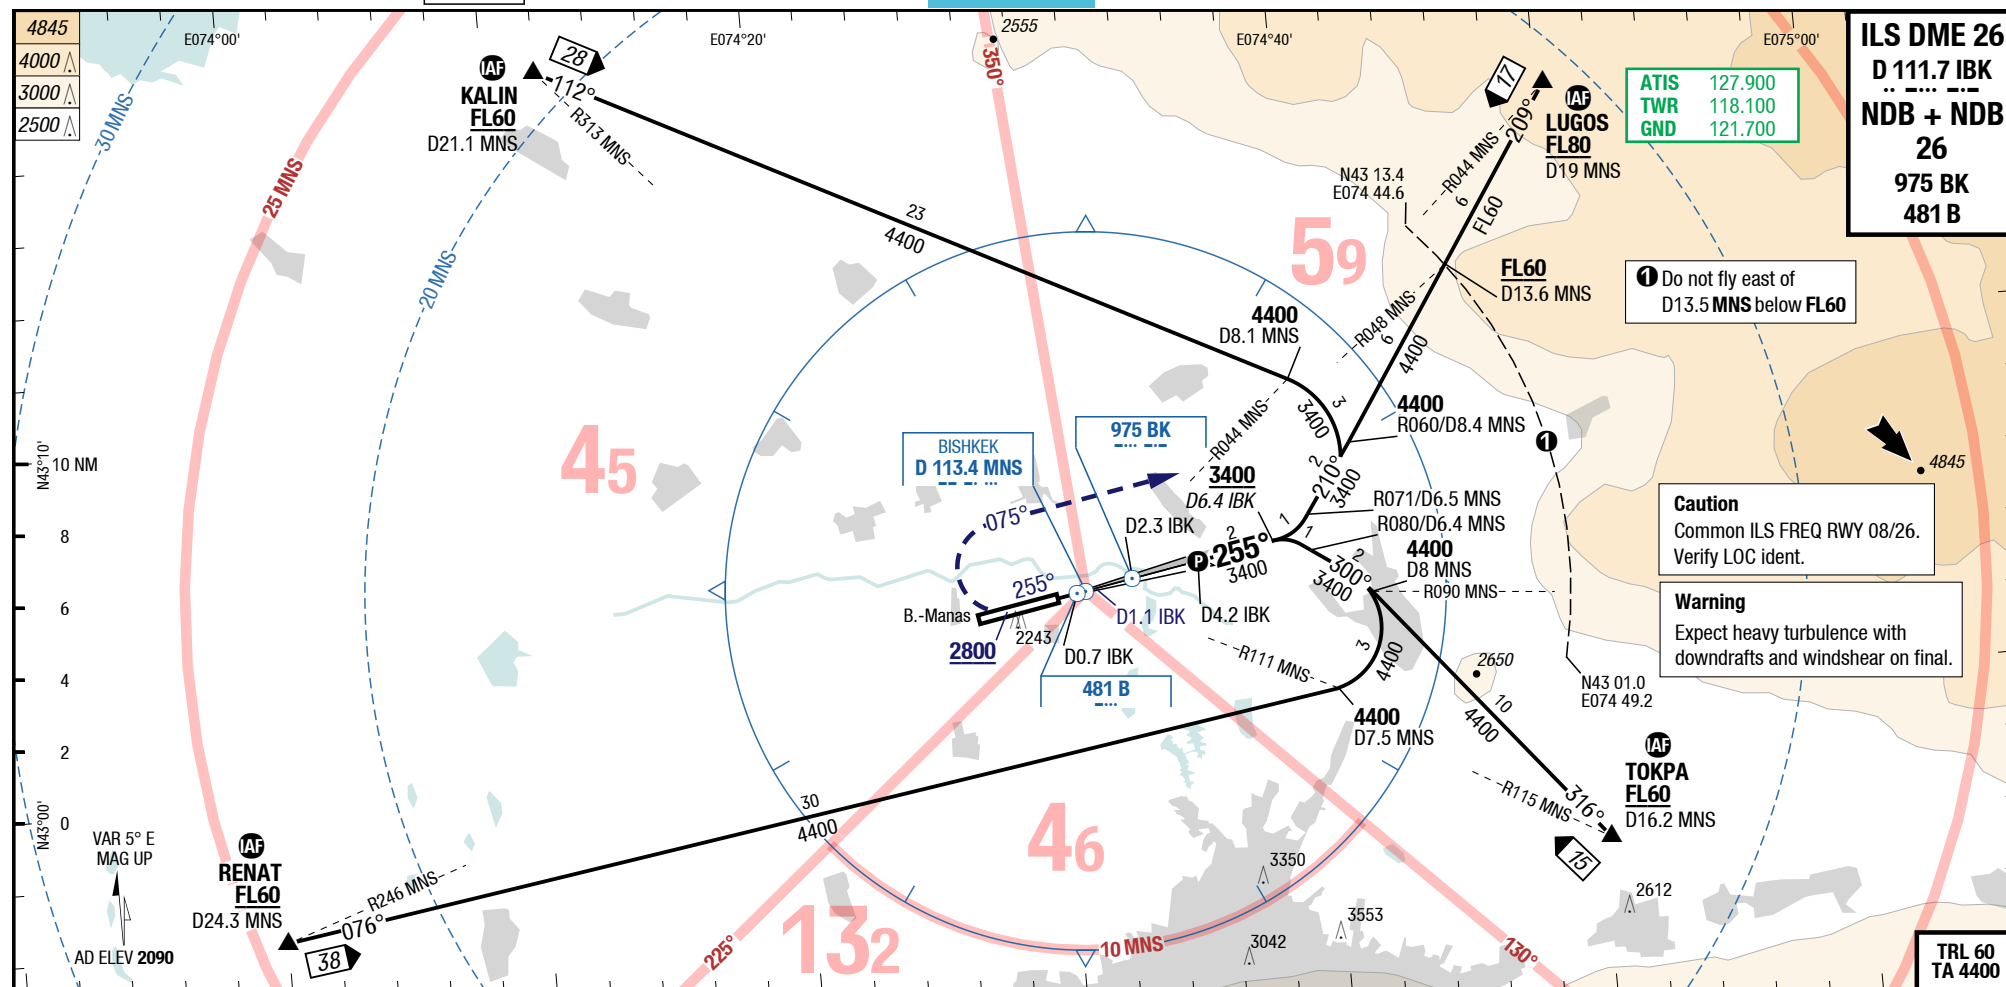 4845
4000
3000
2500
E074°00'
E074°20'
E074°40'
E075°00'
ILS DME 26
D 111.7 IBK
NDB + NDB
26
975 BK
481 B
ATIS 127.900
TWR 118.100
GND 121.700
2555
350°
30 MNS
25 MNS
20 MNS
IAF
KALIN
FL60
D21.1 MNS
28
112°
R313 MNS
23
4400
17
209°
IAF
LUGOS
FL80
D19 MNS
R044 MNS
6
FL60
N43 13.4
E074 44.6
59
FL60
D13.6 MNS
1 Do not fly east of
D13.5 MNS below FL60
R048 MNS
6
4400
4400
D8.1 MNS
3
3400
R044 MNS
4400
R060/D8.4 MNS
1
4845
45
BISHKEK
D 113.4 MNS
975 BK
2
210°
3400
3400
D6.4 IBK
R071/D6.5 MNS
R080/D6.4 MNS
1
1
Caution
Common ILS FREQ RWY 08/26.
Verify LOC ident.
N43°10'
10 NM
8
6
4
2
0
N43°00'
075°
D2.3 IBK
2
255°
3400
P
2
300°
3400
4400
D8 MNS
R090 MNS
Warning
Expect heavy turbulence with
downdrafts and windshear on final.
255°
B.-Manas
2243
2800
D1.1 IBK
D4.2 IBK
D0.7 IBK
481 B
R111 MNS
3
4400
2650
N43 01.0
E074 49.2
4400
D7.5 MNS
10
4400
IAF
TOKPA
FL60
D16.2 MNS
316°
R115 MNS
15
30
4400
46
VAR 5° E
MAG UP
AD ELEV 2090
IAF
RENAT
FL60
D24.3 MNS
R246 MNS
076°
38
225°
132
10 MNS
130°
3350
3553
3042
2612
TRL 60
TA 4400